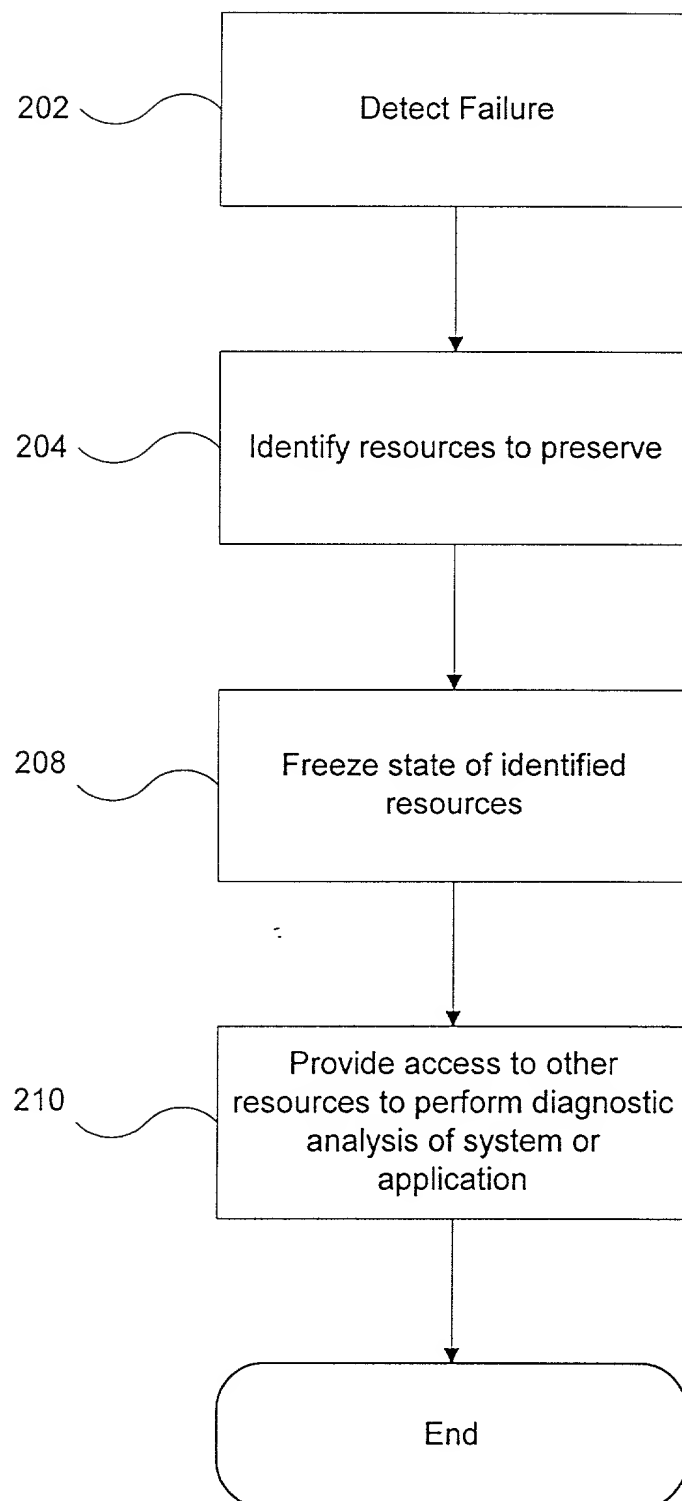 202
Detect Failure
204
Identify resources to preserve
208
Freeze state of identified
resources
210
Provide access to other
resources to perform diagnostic
analysis of system or
application
End